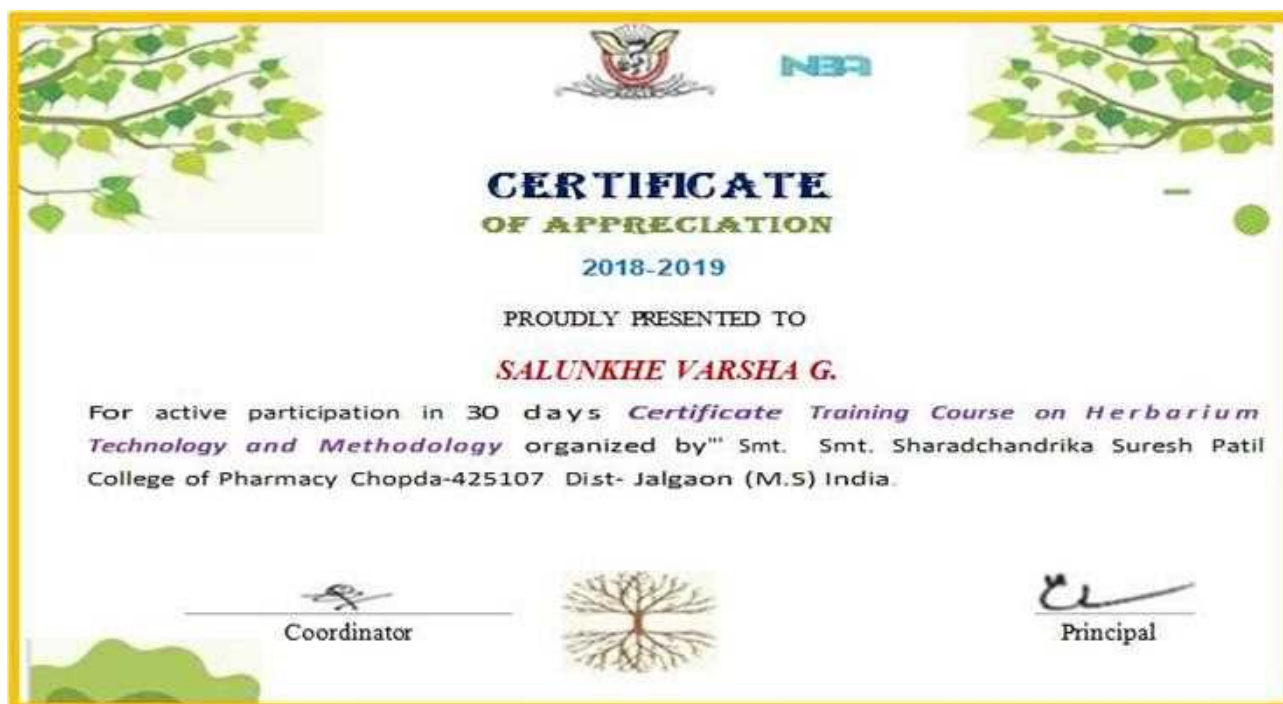 NBA
CERTIFICATE
OF APPRECIATION
2018-2019
PROUDLY PRESENTED TO
SALUNKHE VARSHA G.
For active participation in 30 days Certificate Training Course on Herbarium
Technology and Methodology organized by"' Smt. Smt. Sharadchandrika Suresh Patil
College of Pharmacy Chopda-425107 Dist- Jalgaon (M.S) India.
Coordinator
Principal